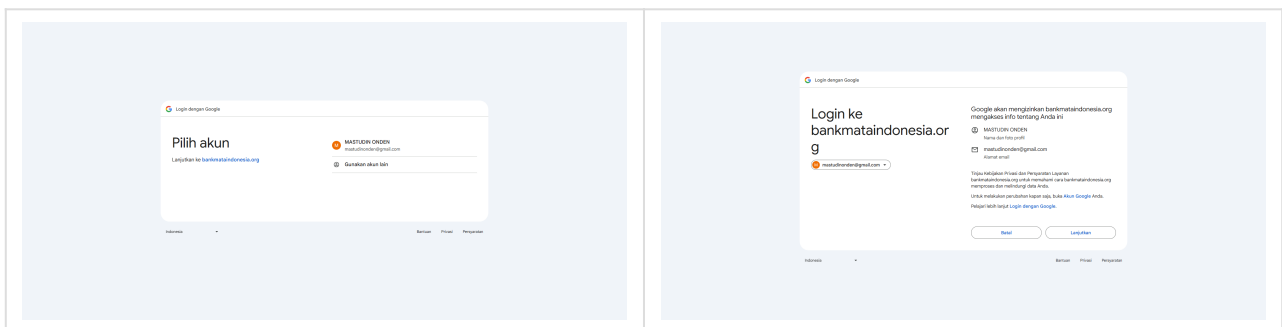 Login dengan Google
Pilih akun
Lanjutkan ke bankmataindonesia.org
M
MASTUDIN ONDEN
mastudinonden@gmail.com
Gunakan akun lain
Indonesia
Bantuan Privasi Persyaratan
Login dengan Google
Login ke
bankmataindonesia.or
g
mastudinonden@gmail.com
Google akan mengizinkan bankmataindonesia.org
mengakses info tentang Anda ini
MASTUDIN ONDEN
Nama dan foto profil
mastudinonden@gmail.com
Alamat email
Tinjau Kebijakan Privasi dan Persyaratan Layanan
bankmataindonesia.org untuk memahami cara bankmataindonesia.org
memproses dan melindungi data Anda.
Untuk melakukan perubahan kapan saja, buka Akun Google Anda.
Pelajari lebih lanjut Login dengan Google.
Batal
Lanjutkan
Indonesia
Bantuan Privasi Persyaratan